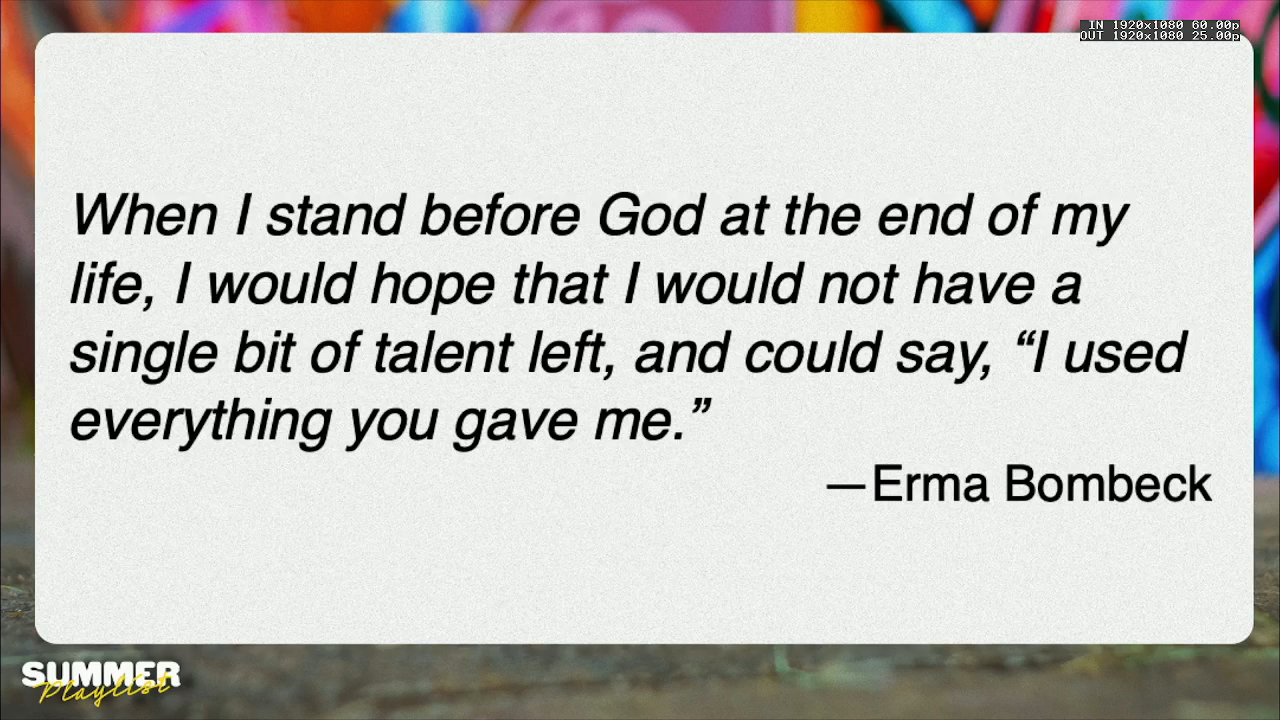 IN 1920x1080 60.00p
OUT 1920x1080 25.00p
When I stand before God at the end of my
life, I would hope that I would not have a
single bit of talent left, and could say, “I used
everything you gave me.”
—Erma Bombeck
SUMMER
Playlist